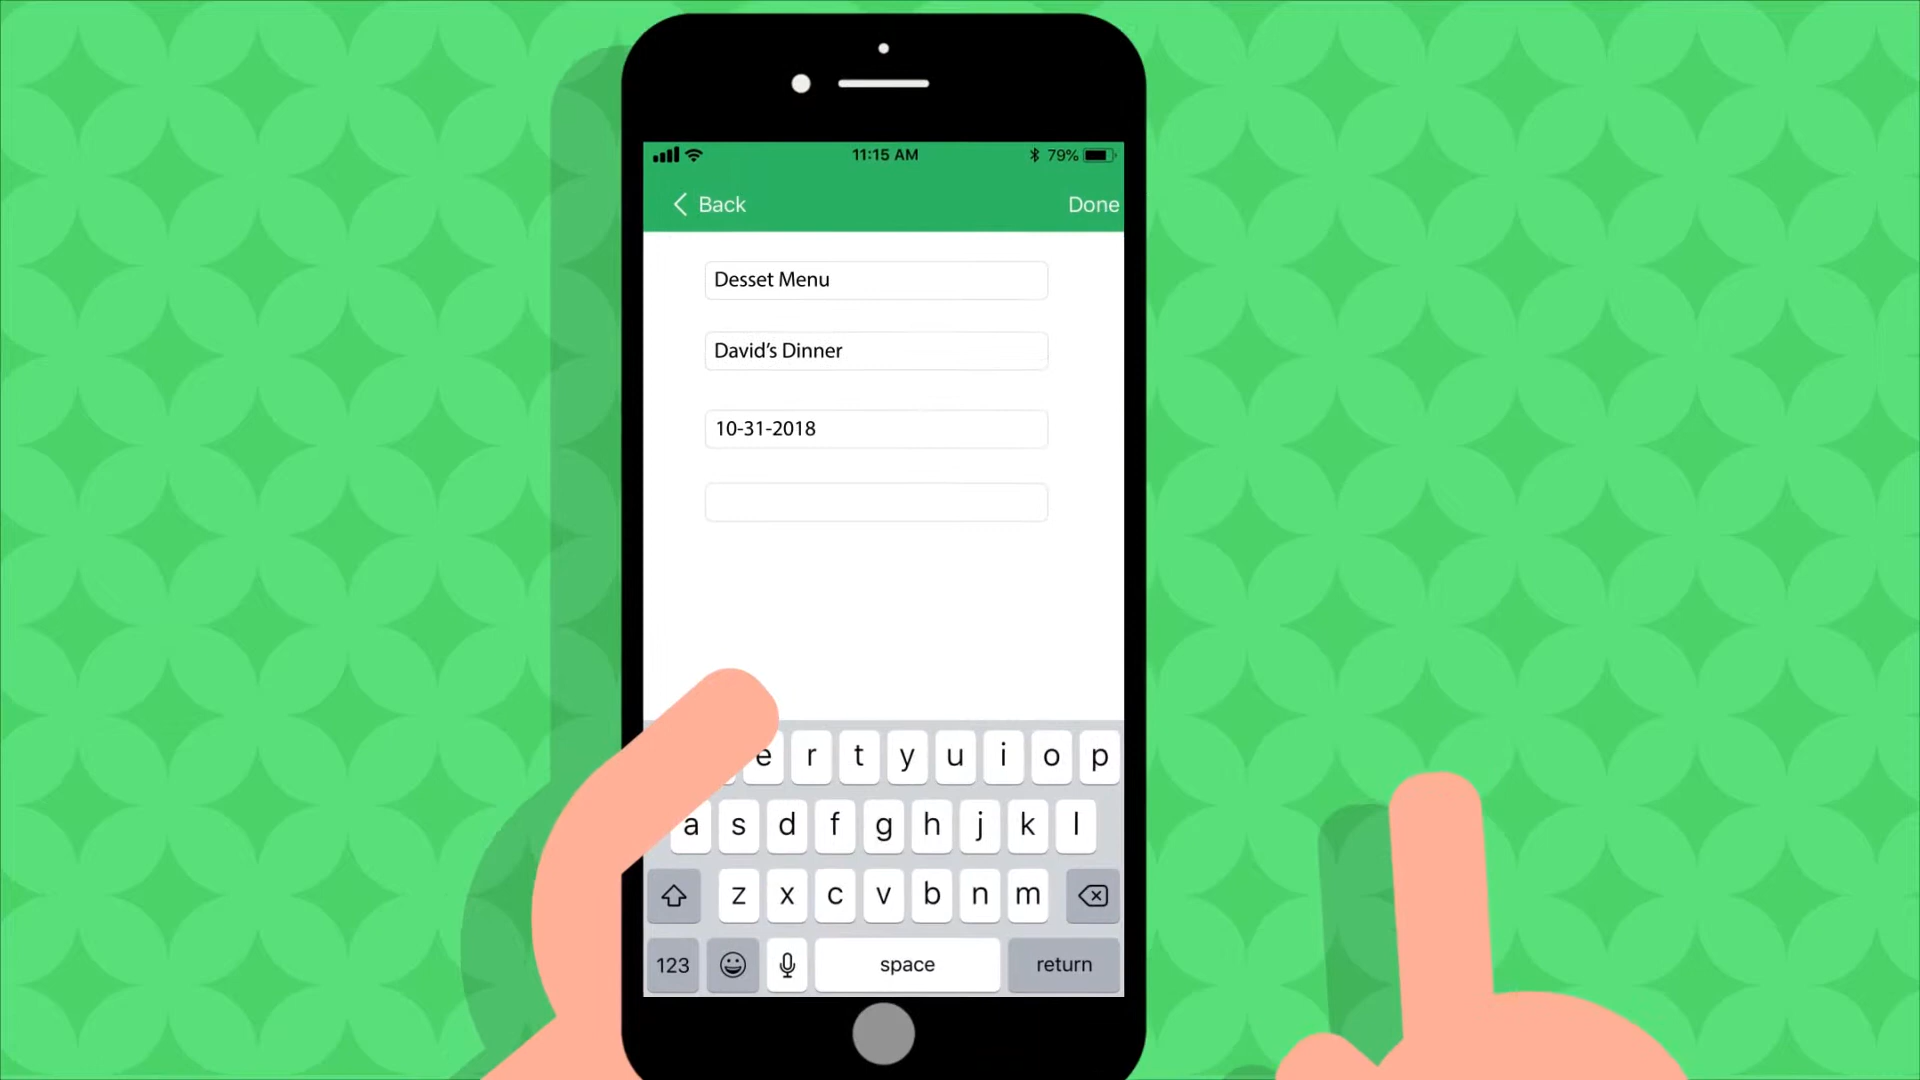 11:15 AM 79%
Back Done
Desset Menu
David's Dinner
10-31-2018
e r t y u i o p
a s d f g h j k l
z x c v b n m
123 space return